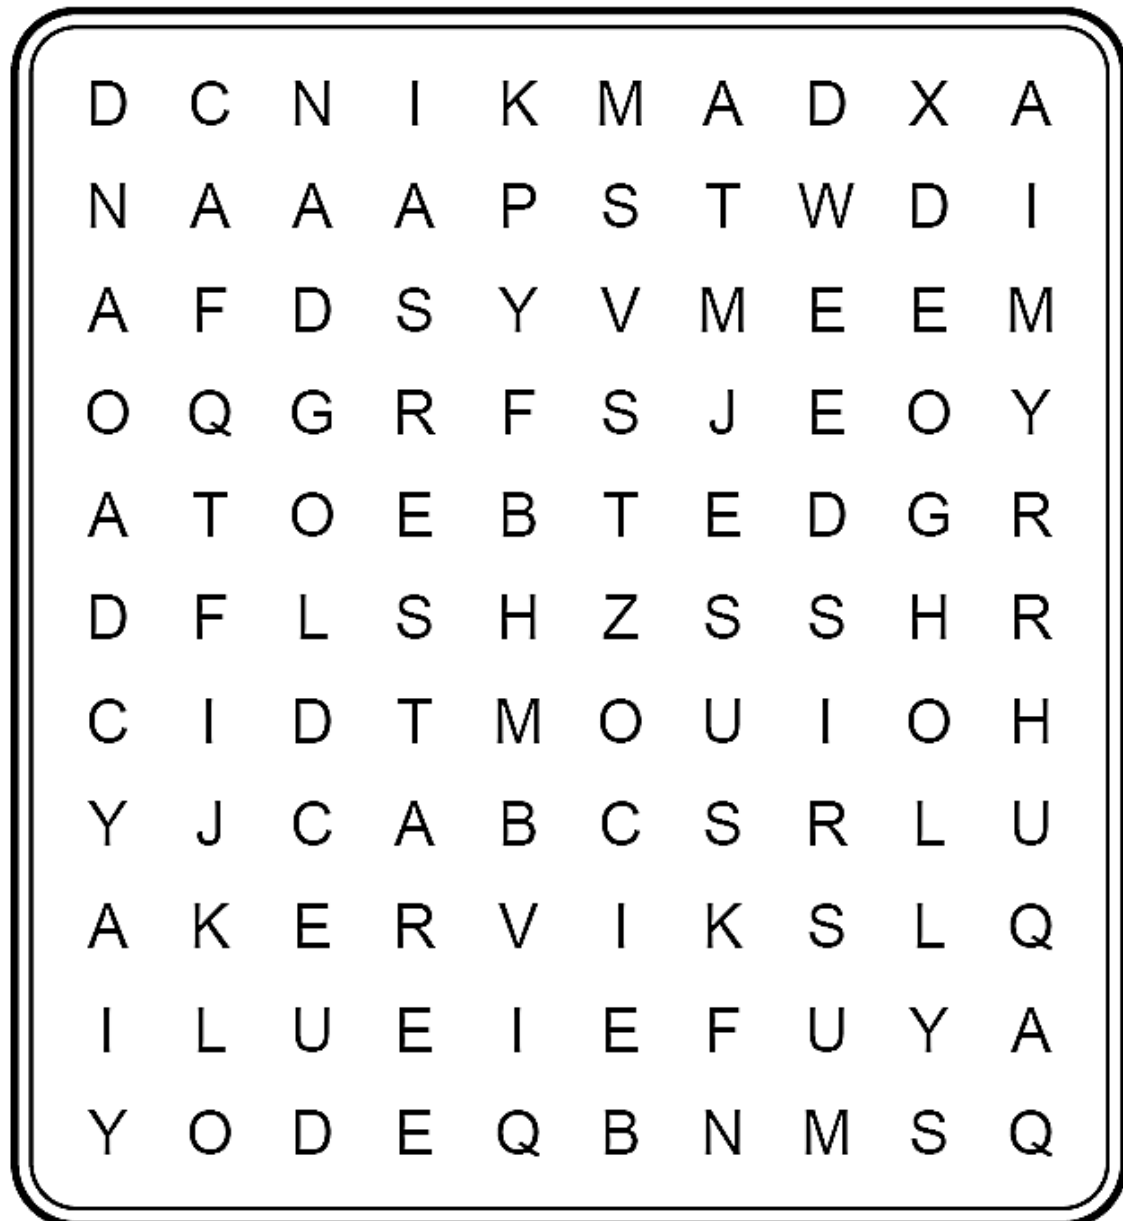 D C N I K M A D X A
N A A A P S T W D I
A F D S Y V M E E M
O Q G R F S J E O Y
A T O E B T E D G R
D F L S H Z S S H R
C I D T M O U I O H
Y J C A B C S R L U
A K E R V I K S L Q
I L U E I E F U Y A
Y O D E Q B N M S Q